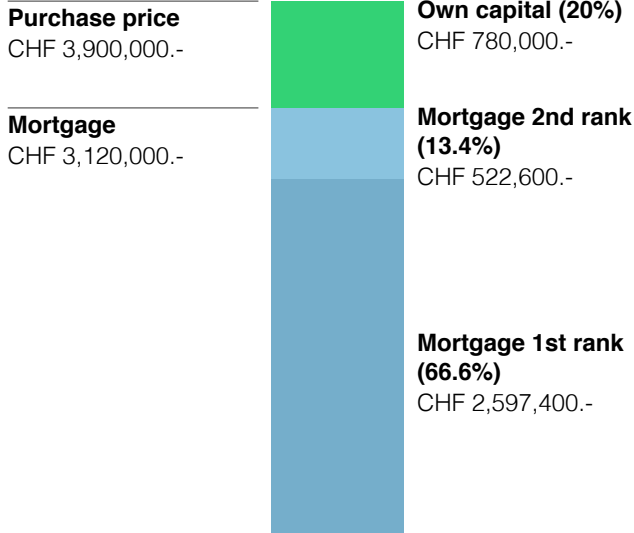 Purchase price
CHF 3,900,000.-
Own capital (20%)
CHF 780,000.-
Mortgage
CHF 3,120,000.-
Mortgage 2nd rank
(13.4%)
CHF 522,600.-
Mortgage 1st rank
(66.6%)
CHF 2,597,400.-